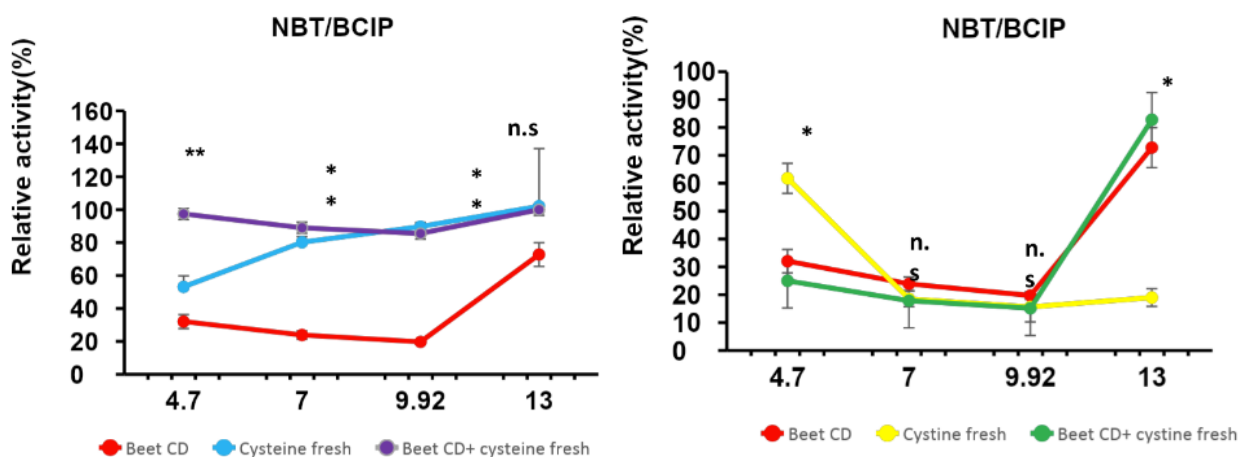 NBT/BCIP
Relative activity(%)
160
140
120
100
80
60
40
20
0
**
*
*
*
*
n.s
4.7 7 9.92 13
Beet CD Cysteine fresh Beet CD+ cysteine fresh
NBT/BCIP
Relative activity(%)
100
90
80
70
60
50
40
30
20
10
0
*
n.
s
n.
s
*
4.7 7 9.92 13
Beet CD Cystine fresh Beet CD+ cystine fresh